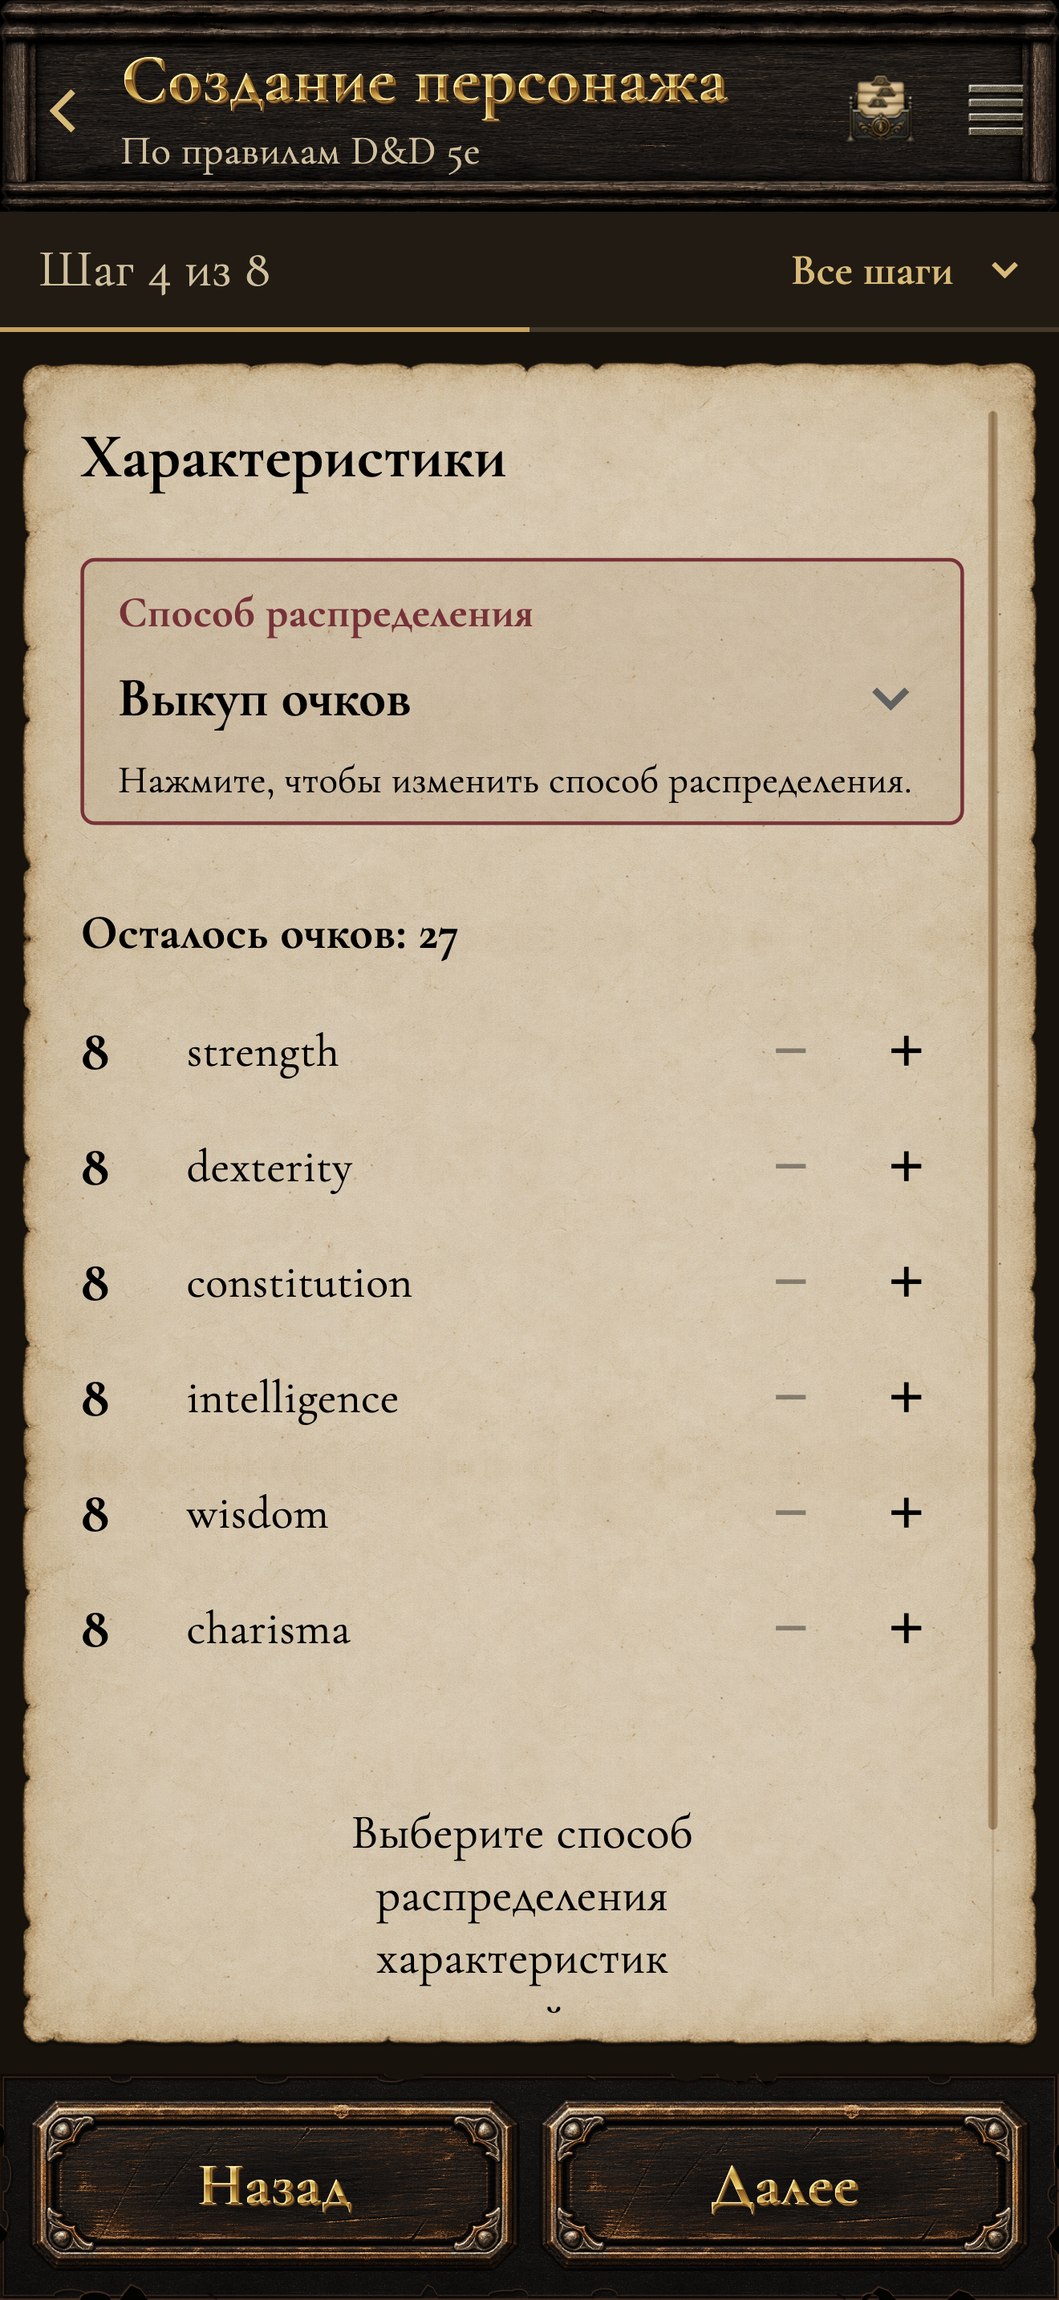 Создание персонажа
По правилам D&D 5e
Шаг 4 из 8
Все шаги
Характеристики
Способ распределения
Выкуп очков
Нажмите, чтобы изменить способ распределения.
Осталось очков: 27
8 strength − +
8 dexterity − +
8 constitution − +
8 intelligence − +
8 wisdom − +
8 charisma − +
Выберите способ
распределения
характеристик
Назад
Далее